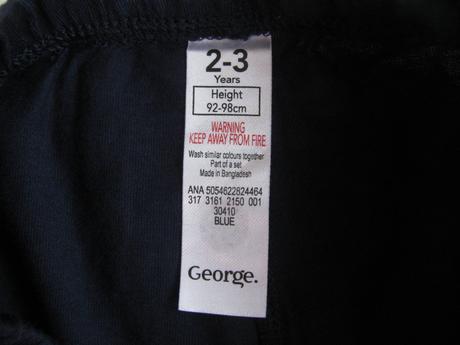 2-3
Years
Height
92-98cm
WARNING
KEEP AWAY FROM FIRE
Wash similar colours together
Part of a set
Made in Bangladesh
ANA 5054622824464
317 3161 2150 001
30410
BLUE
George.